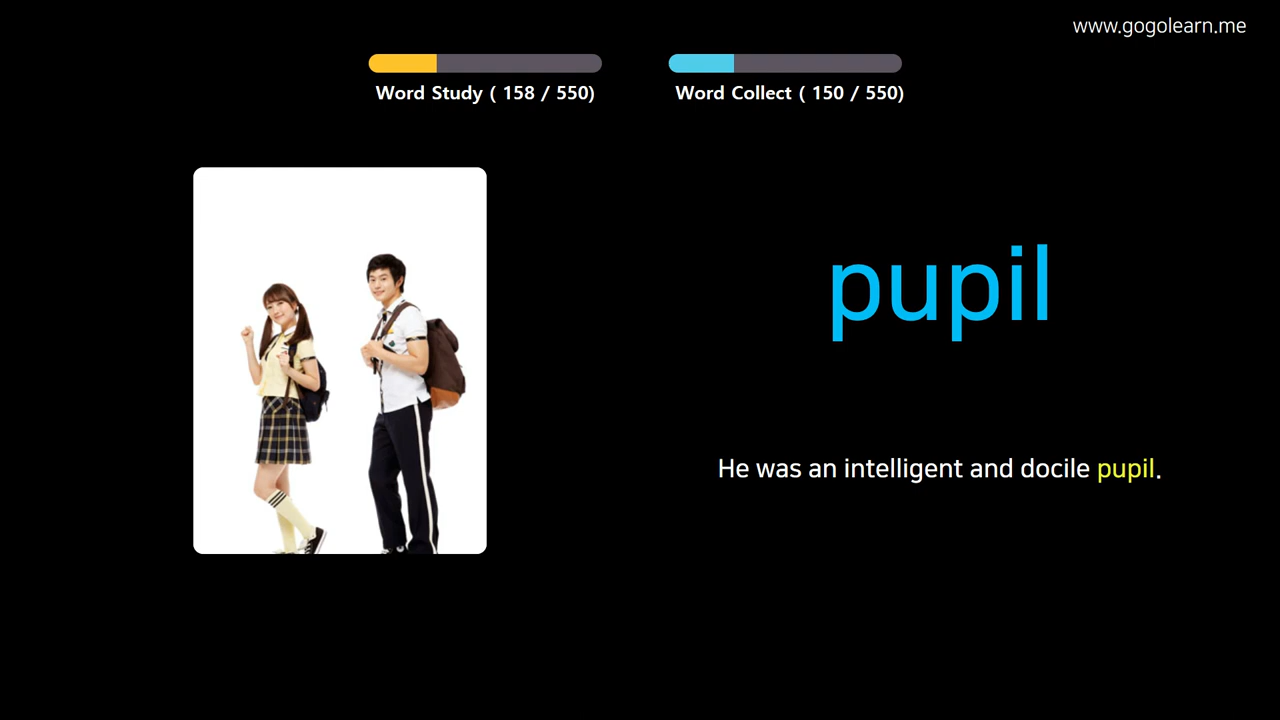 www.gogolearn.me
Word Study ( 158 / 550)
Word Collect ( 150 / 550)
pupil
He was an intelligent and docile pupil.